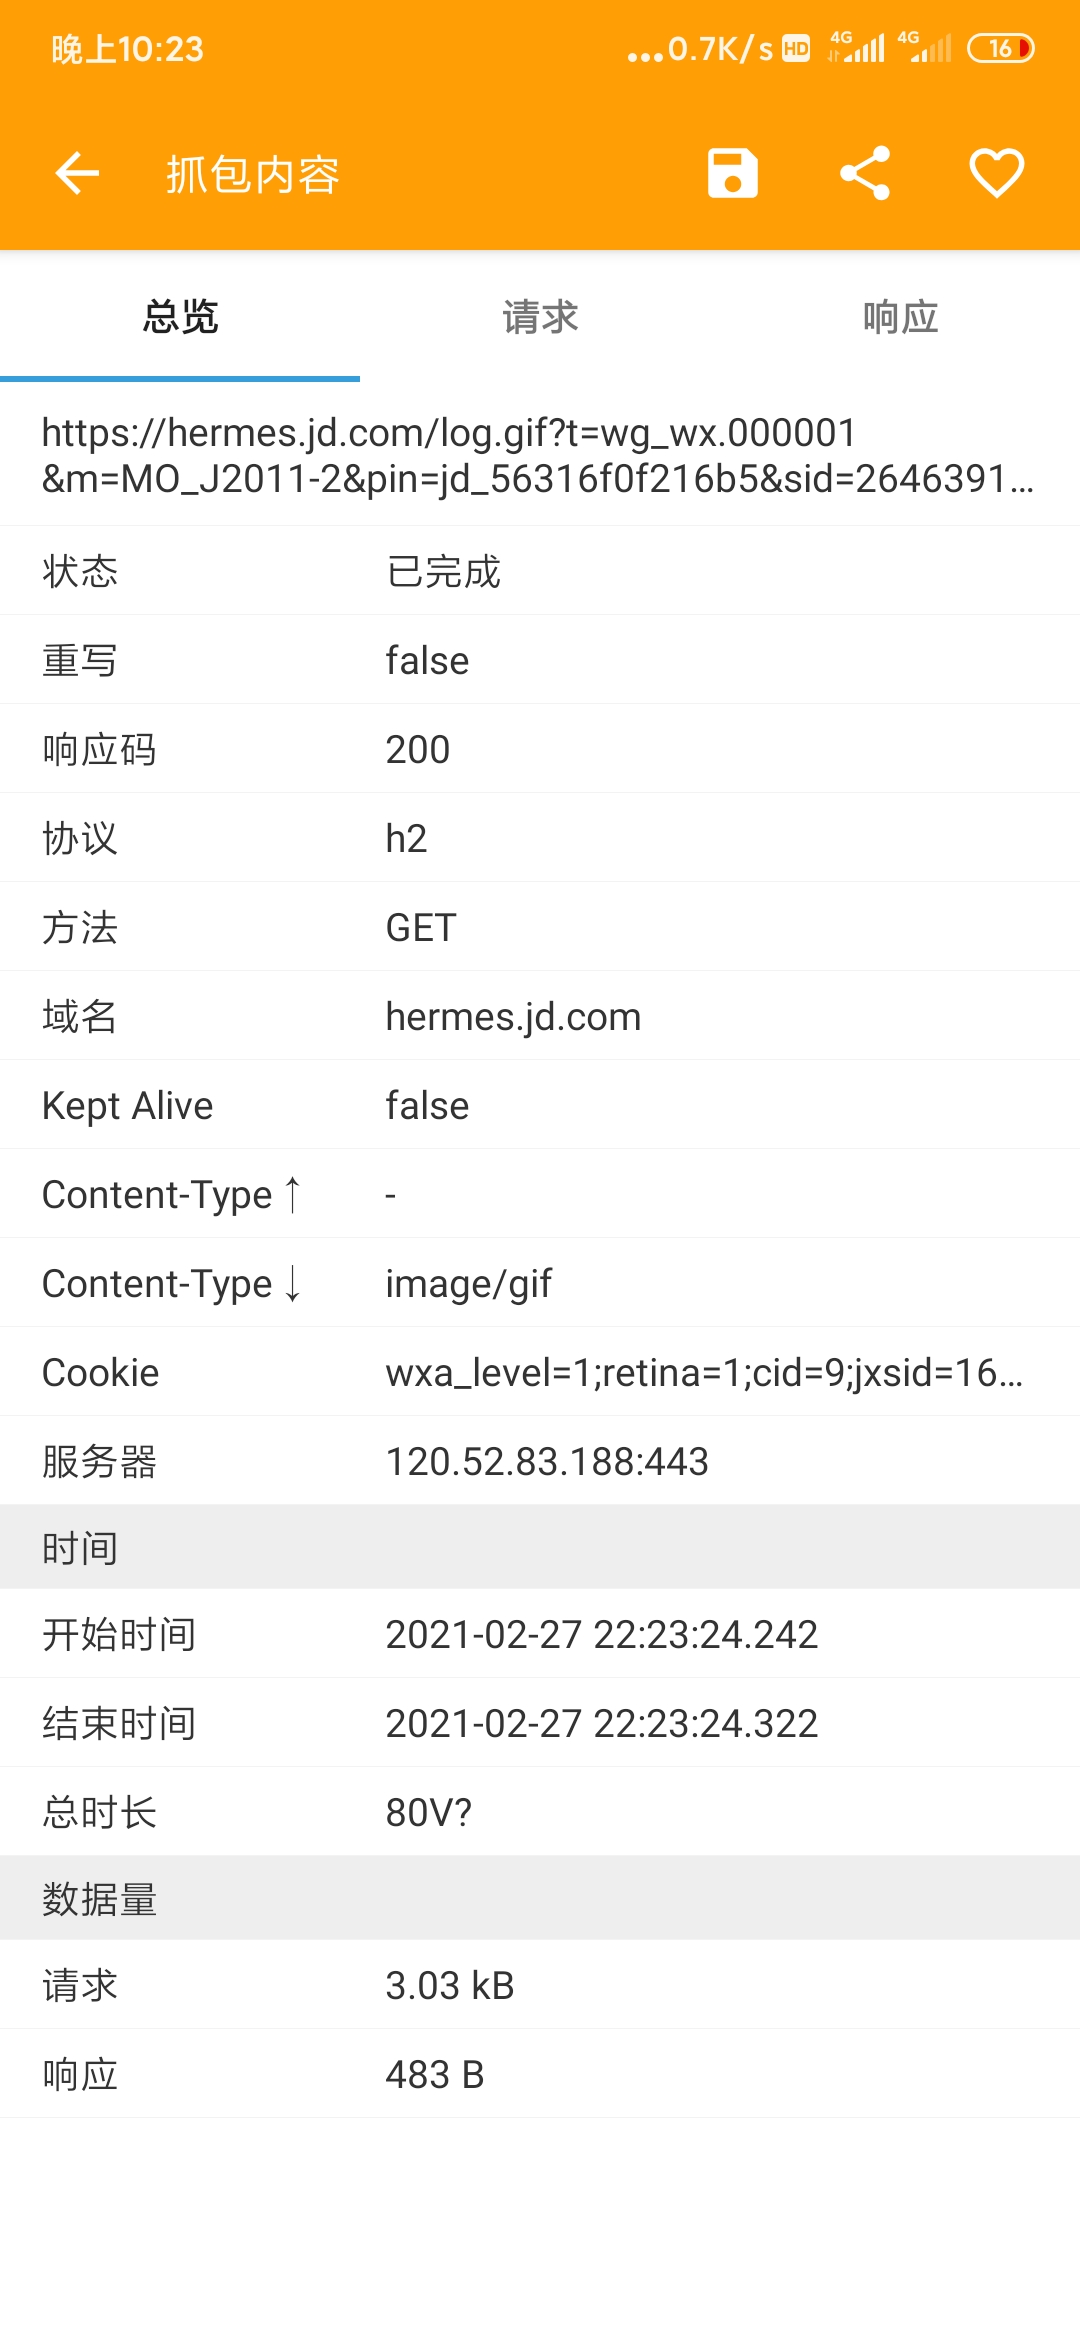 晚上10:23
...0.7K/s HD 4G 4G 16
抓包内容
总览 请求 响应
https://hermes.jd.com/log.gif?t=wg_wx.000001
&m=MO_J2011-2&pin=jd_56316f0f216b5&sid=2646391...
状态 已完成
重写 false
响应码 200
协议 h2
方法 GET
域名 hermes.jd.com
Kept Alive false
Content-Type ↑ -
Content-Type ↓ image/gif
Cookie wxa_level=1;retina=1;cid=9;jxsid=16...
服务器 120.52.83.188:443
时间
开始时间 2021-02-27 22:23:24.242
结束时间 2021-02-27 22:23:24.322
总时长 80V?
数据量
请求 3.03 kB
响应 483 B